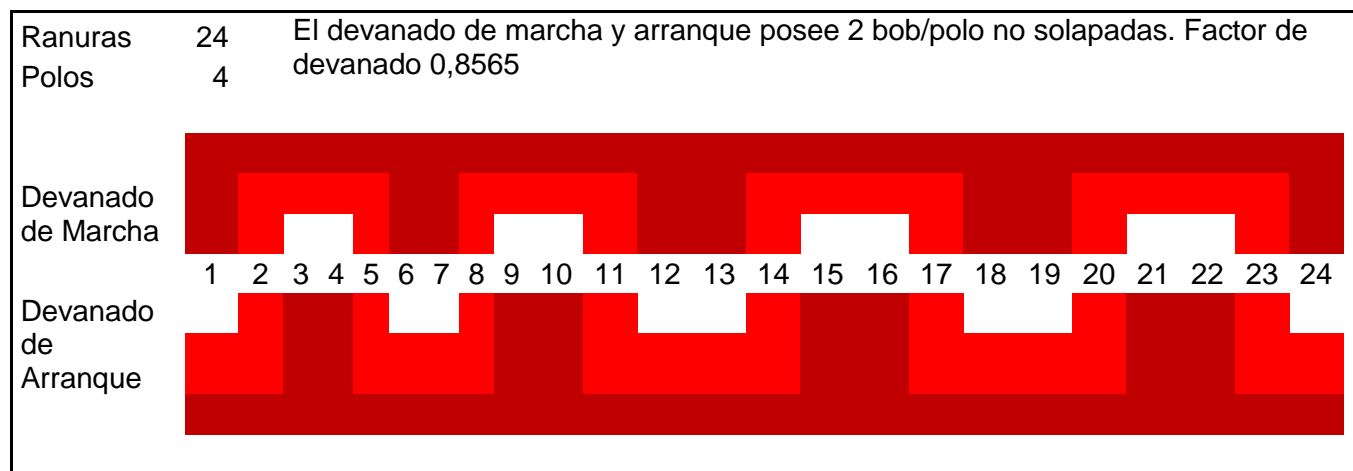 Ranuras 24 El devanado de marcha y arranque posee 2 bob/polo no solapadas. Factor de
Polos 4 devanado 0,8565
Devanado
de Marcha
1 2 3 4 5 6 7 8 9 10 11 12 13 14 15 16 17 18 19 20 21 22 23 24
Devanado
de
Arranque